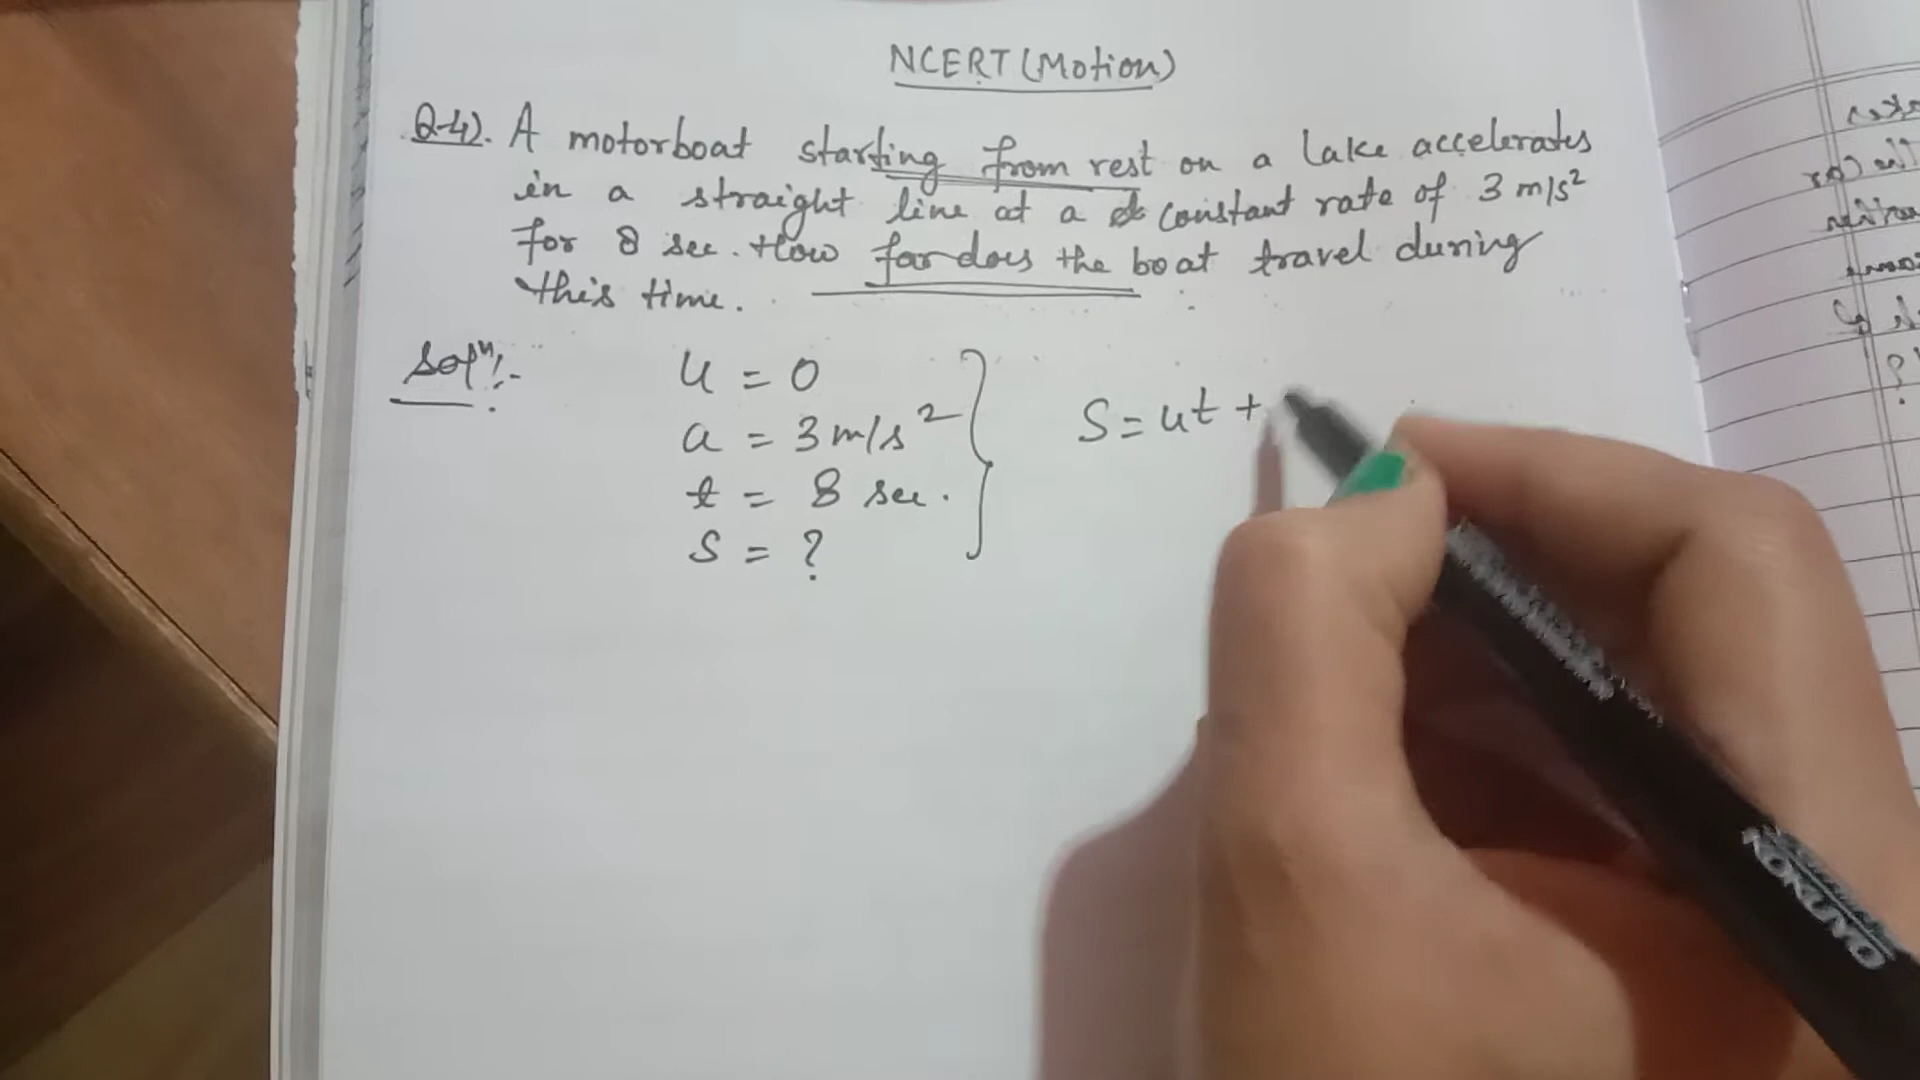 NCERT (Motion)
Q-4). A motorboat starting from rest on a lake accelerates
in a straight line at a constant rate of 3 m/s²
for 8 sec. How far does the boat travel during
this time.
Solⁿ:-
u = 0
a = 3 m/s²
t = 8 sec.
S = ?
S = ut +